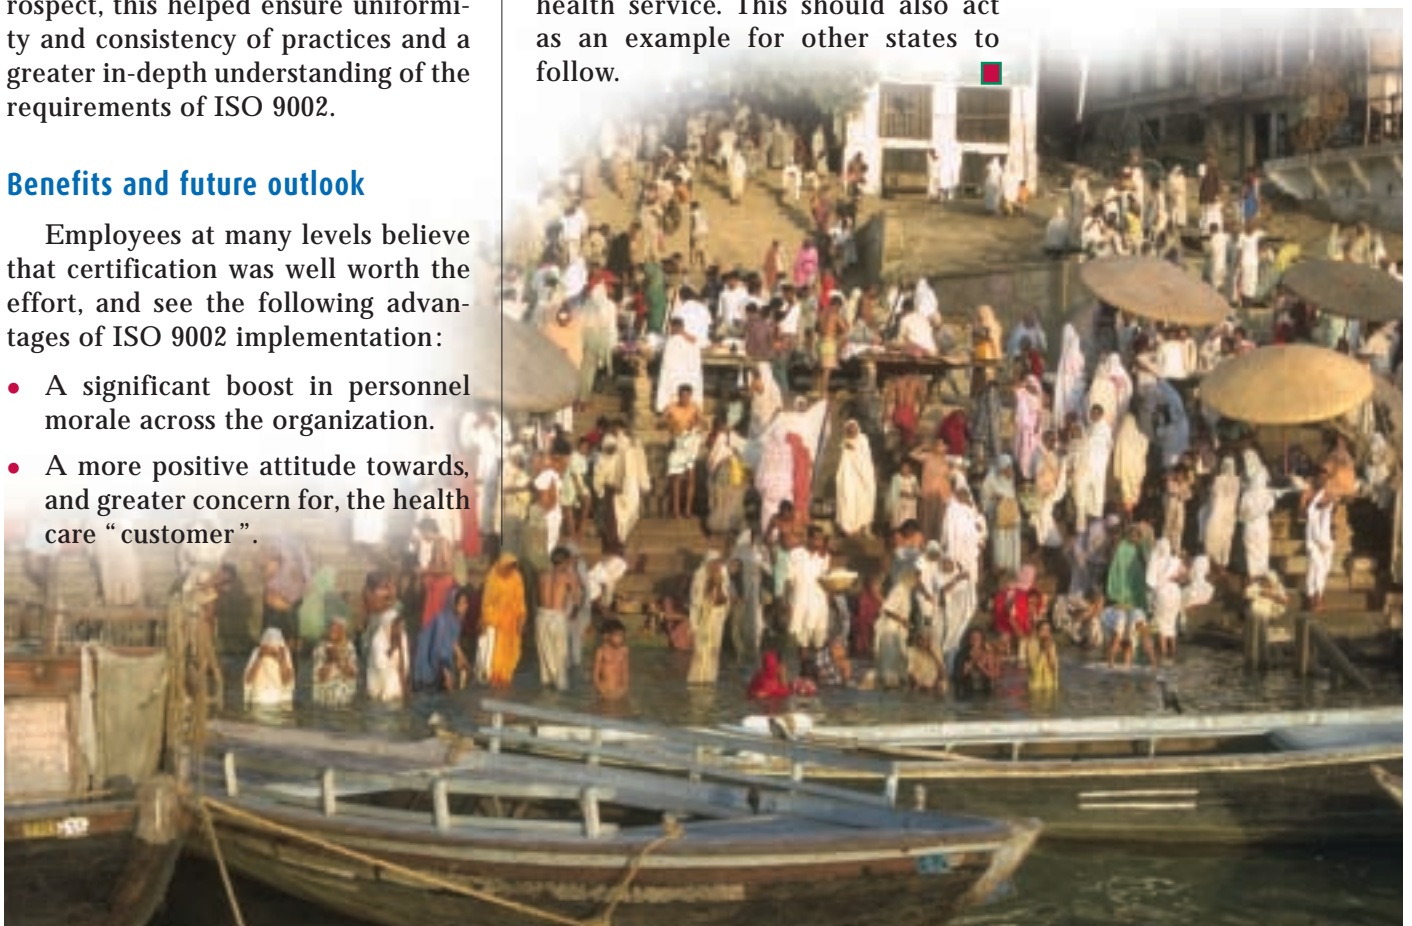 rospect, this helped ensure uniformi-
ty and consistency of practices and a
greater in-depth understanding of the
requirements of ISO 9002.
Benefits and future outlook
Employees at many levels believe
that certification was well worth the
effort, and see the following advan-
tages of ISO 9002 implementation:
• A significant boost in personnel
morale across the organization.
• A more positive attitude towards,
and greater concern for, the health
care “customer”.
health service. This should also act
as an example for other states to
follow.